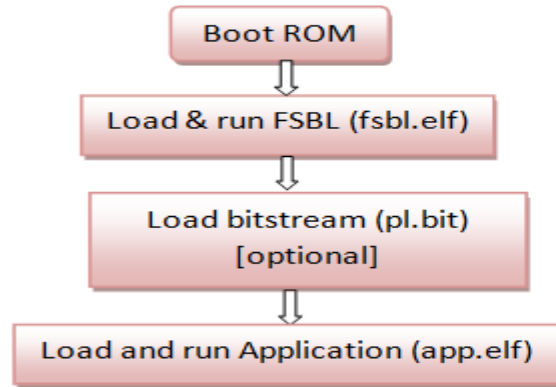 Boot ROM
Load & run FSBL (fsbl.elf)
Load bitstream (pl.bit)
[optional]
Load and run Application (app.elf)